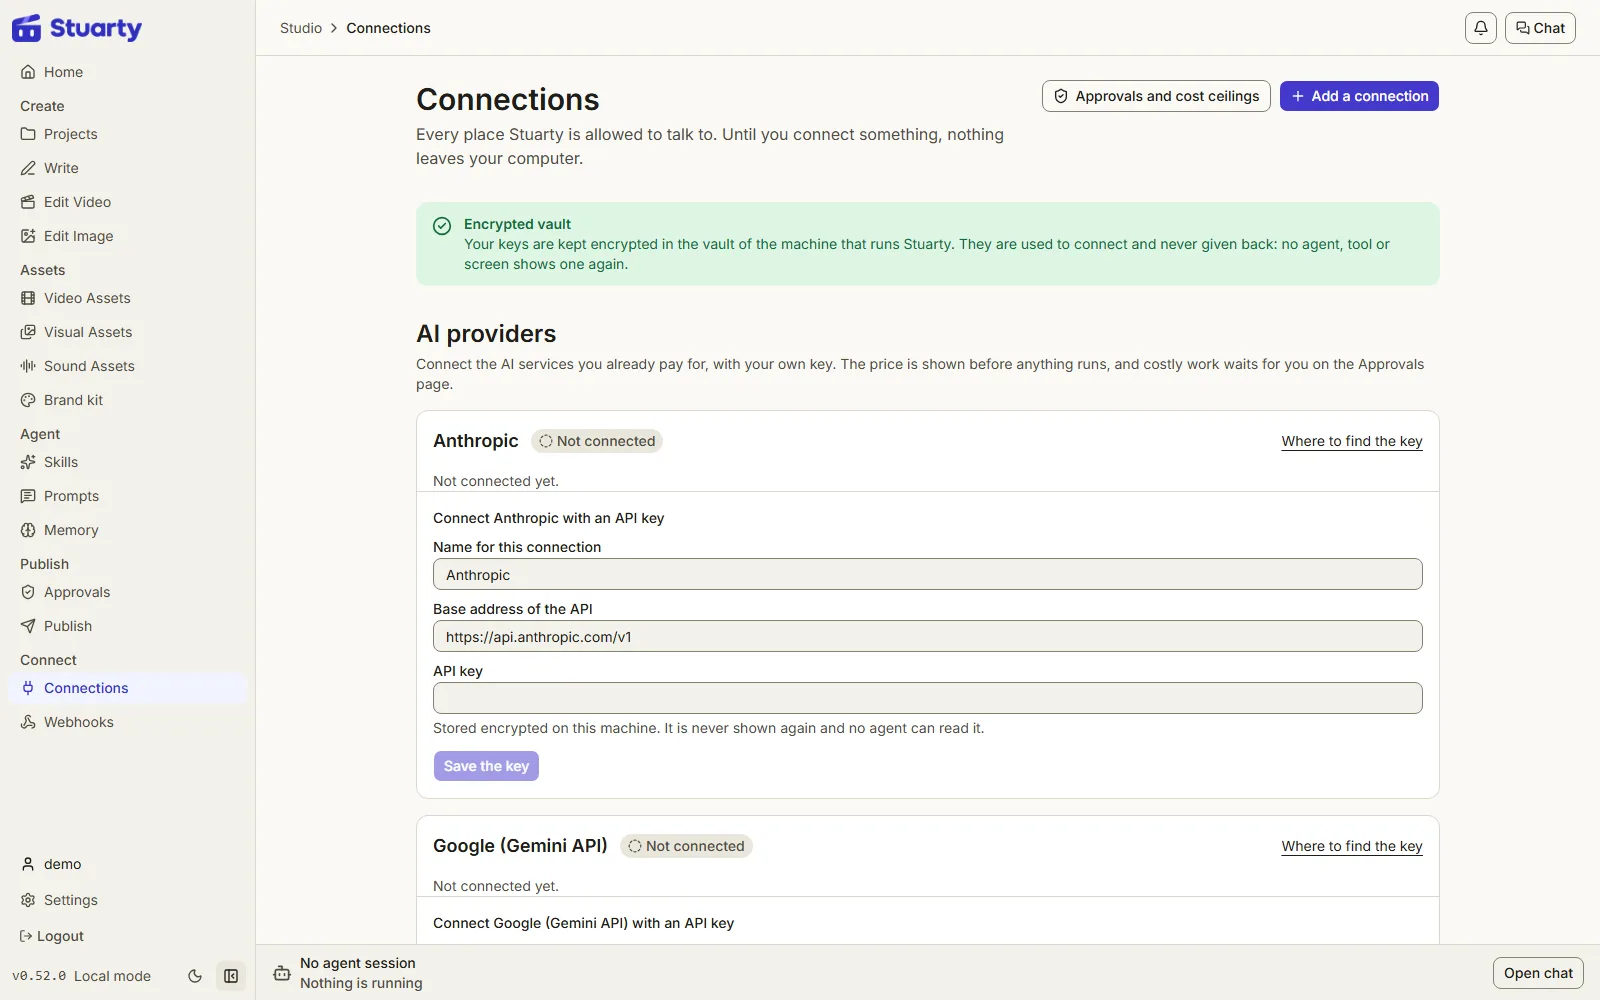 Stuarty
Home
Create
Projects
Write
Edit Video
Edit Image
Assets
Video Assets
Visual Assets
Sound Assets
Brand kit
Agent
Skills
Prompts
Memory
Publish
Approvals
Publish
Connect
Connections
Webhooks
demo
Settings
Logout
v0.52.0 Local mode
Studio > Connections
Chat
Connections
Every place Stuarty is allowed to talk to. Until you connect something, nothing
leaves your computer.
Approvals and cost ceilings
+ Add a connection
Encrypted vault
Your keys are kept encrypted in the vault of the machine that runs Stuarty. They are used to connect and never given back: no agent, tool or
screen shows one again.
AI providers
Connect the AI services you already pay for, with your own key. The price is shown before anything runs, and costly work waits for you on the Approvals
page.
Anthropic
Not connected
Where to find the key
Not connected yet.
Connect Anthropic with an API key
Name for this connection
Anthropic
Base address of the API
https://api.anthropic.com/v1
API key
Stored encrypted on this machine. It is never shown again and no agent can read it.
Save the key
Google (Gemini API)
Not connected
Where to find the key
Not connected yet.
Connect Google (Gemini API) with an API key
No agent session
Nothing is running
Open chat